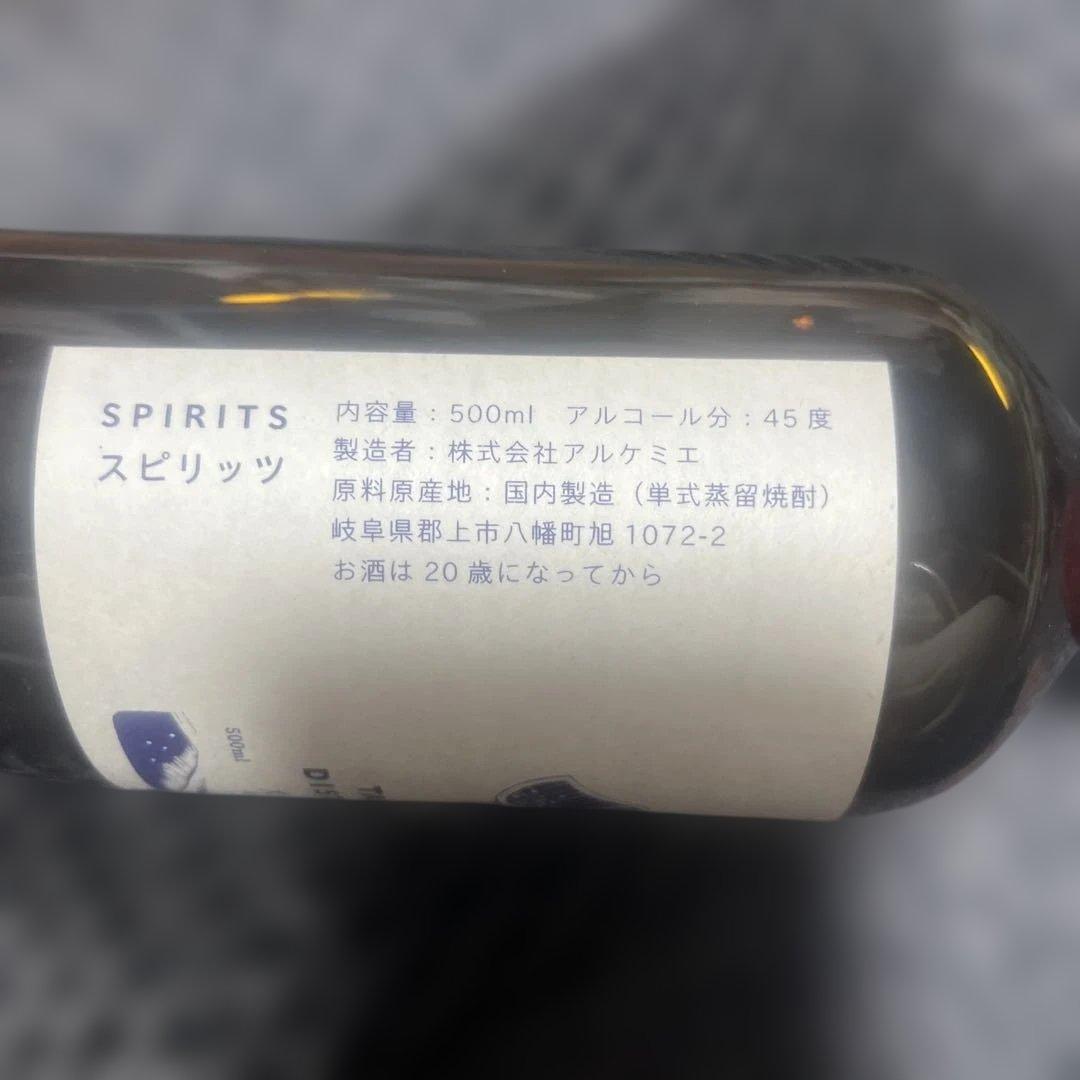 SPIRITS
スピリッツ
内容量：500ml　アルコール分：45度
製造者：株式会社アルケミエ
原料原産地：国内製造（単式蒸留焼酎）
岐阜県郡上市八幡町旭 1072-2
お酒は 20 歳になってから
500ml